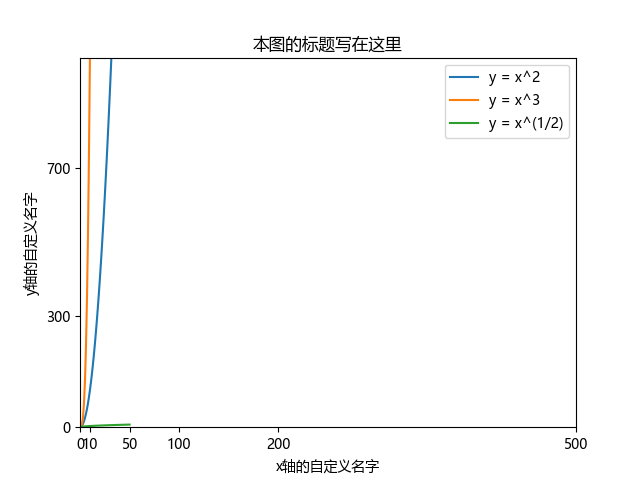 本图的标题写在这里
y = x^2
y = x^3
y = x^(1/2)
700
300
0
y轴的自定义名字
0 10 50 100 200 500
x轴的自定义名字